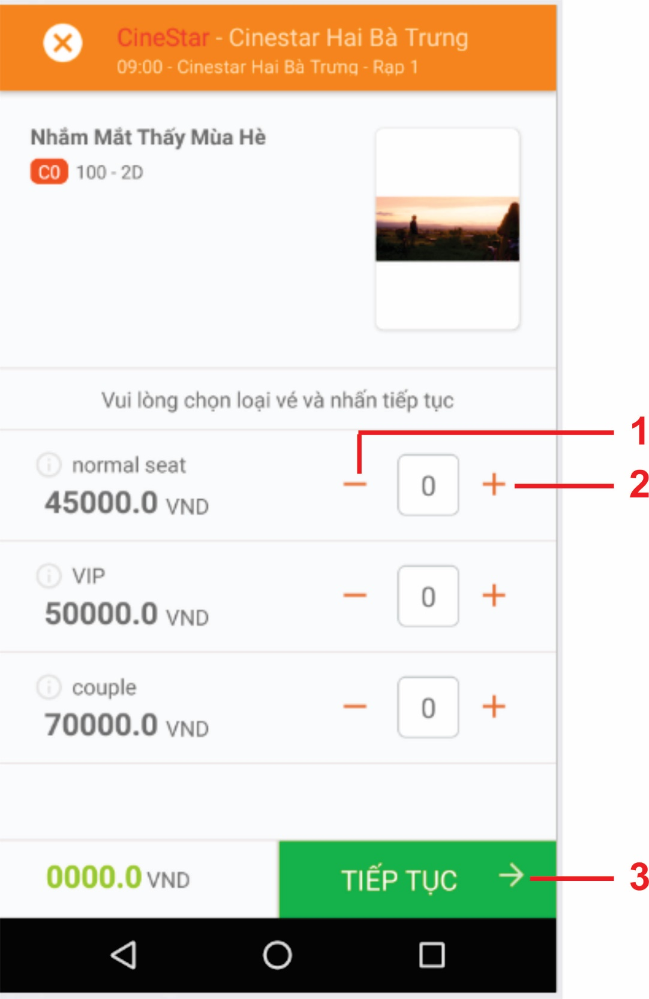 CineStar - Cinestar Hai Bà Trưng
09:00 - Cinestar Hai Bà Trưng - Rạp 1
Nhắm Mắt Thấy Mùa Hè
C0 100 - 2D
Vui lòng chọn loại vé và nhấn tiếp tục
1
normal seat
45000.0 VND
− 0 + 2
VIP
50000.0 VND
− 0 +
couple
70000.0 VND
− 0 +
0000.0 VND
TIẾP TỤC → 3